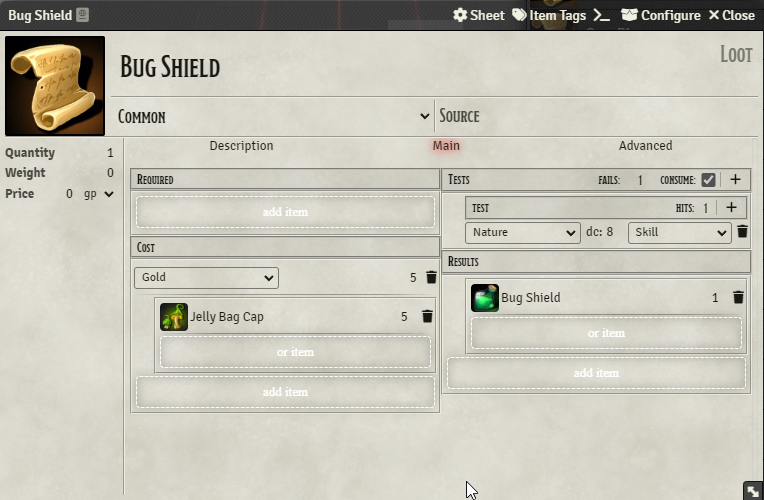 Bug Shield Sheet Item Tags Configure Close
Bug Shield
Loot
Common
Source
Description Main Advanced
Quantity 1
Weight 0
Price 0 gp
Required
add item
Cost
Gold 5
Jelly Bag Cap 5
or item
add item
Tests fails: 1 consume:
test hits: 1
Nature dc: 8 Skill
Results
Bug Shield 1
or item
add item